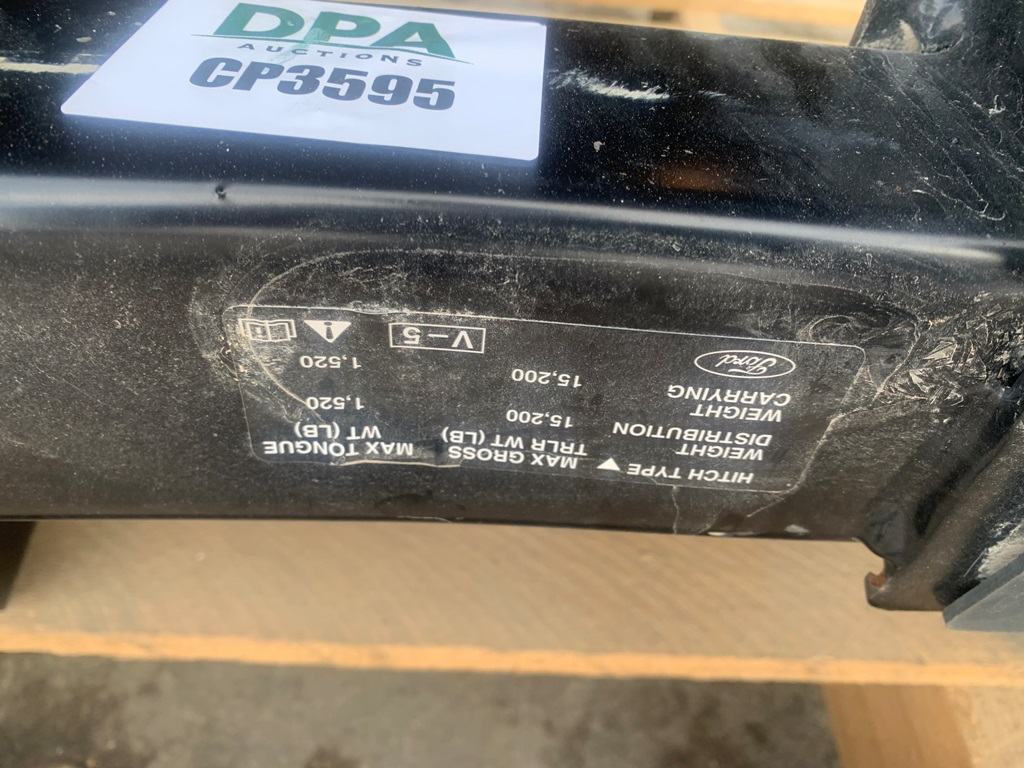 DPA
AUCTIONS
CP3595
HITCH TYPE ▼ MAX GROSS TRLR WT (LB) MAX TONGUE WT (LB)
WEIGHT DISTRIBUTION 15,200 1,520
WEIGHT CARRYING 15,200 1,520
Ford V-5